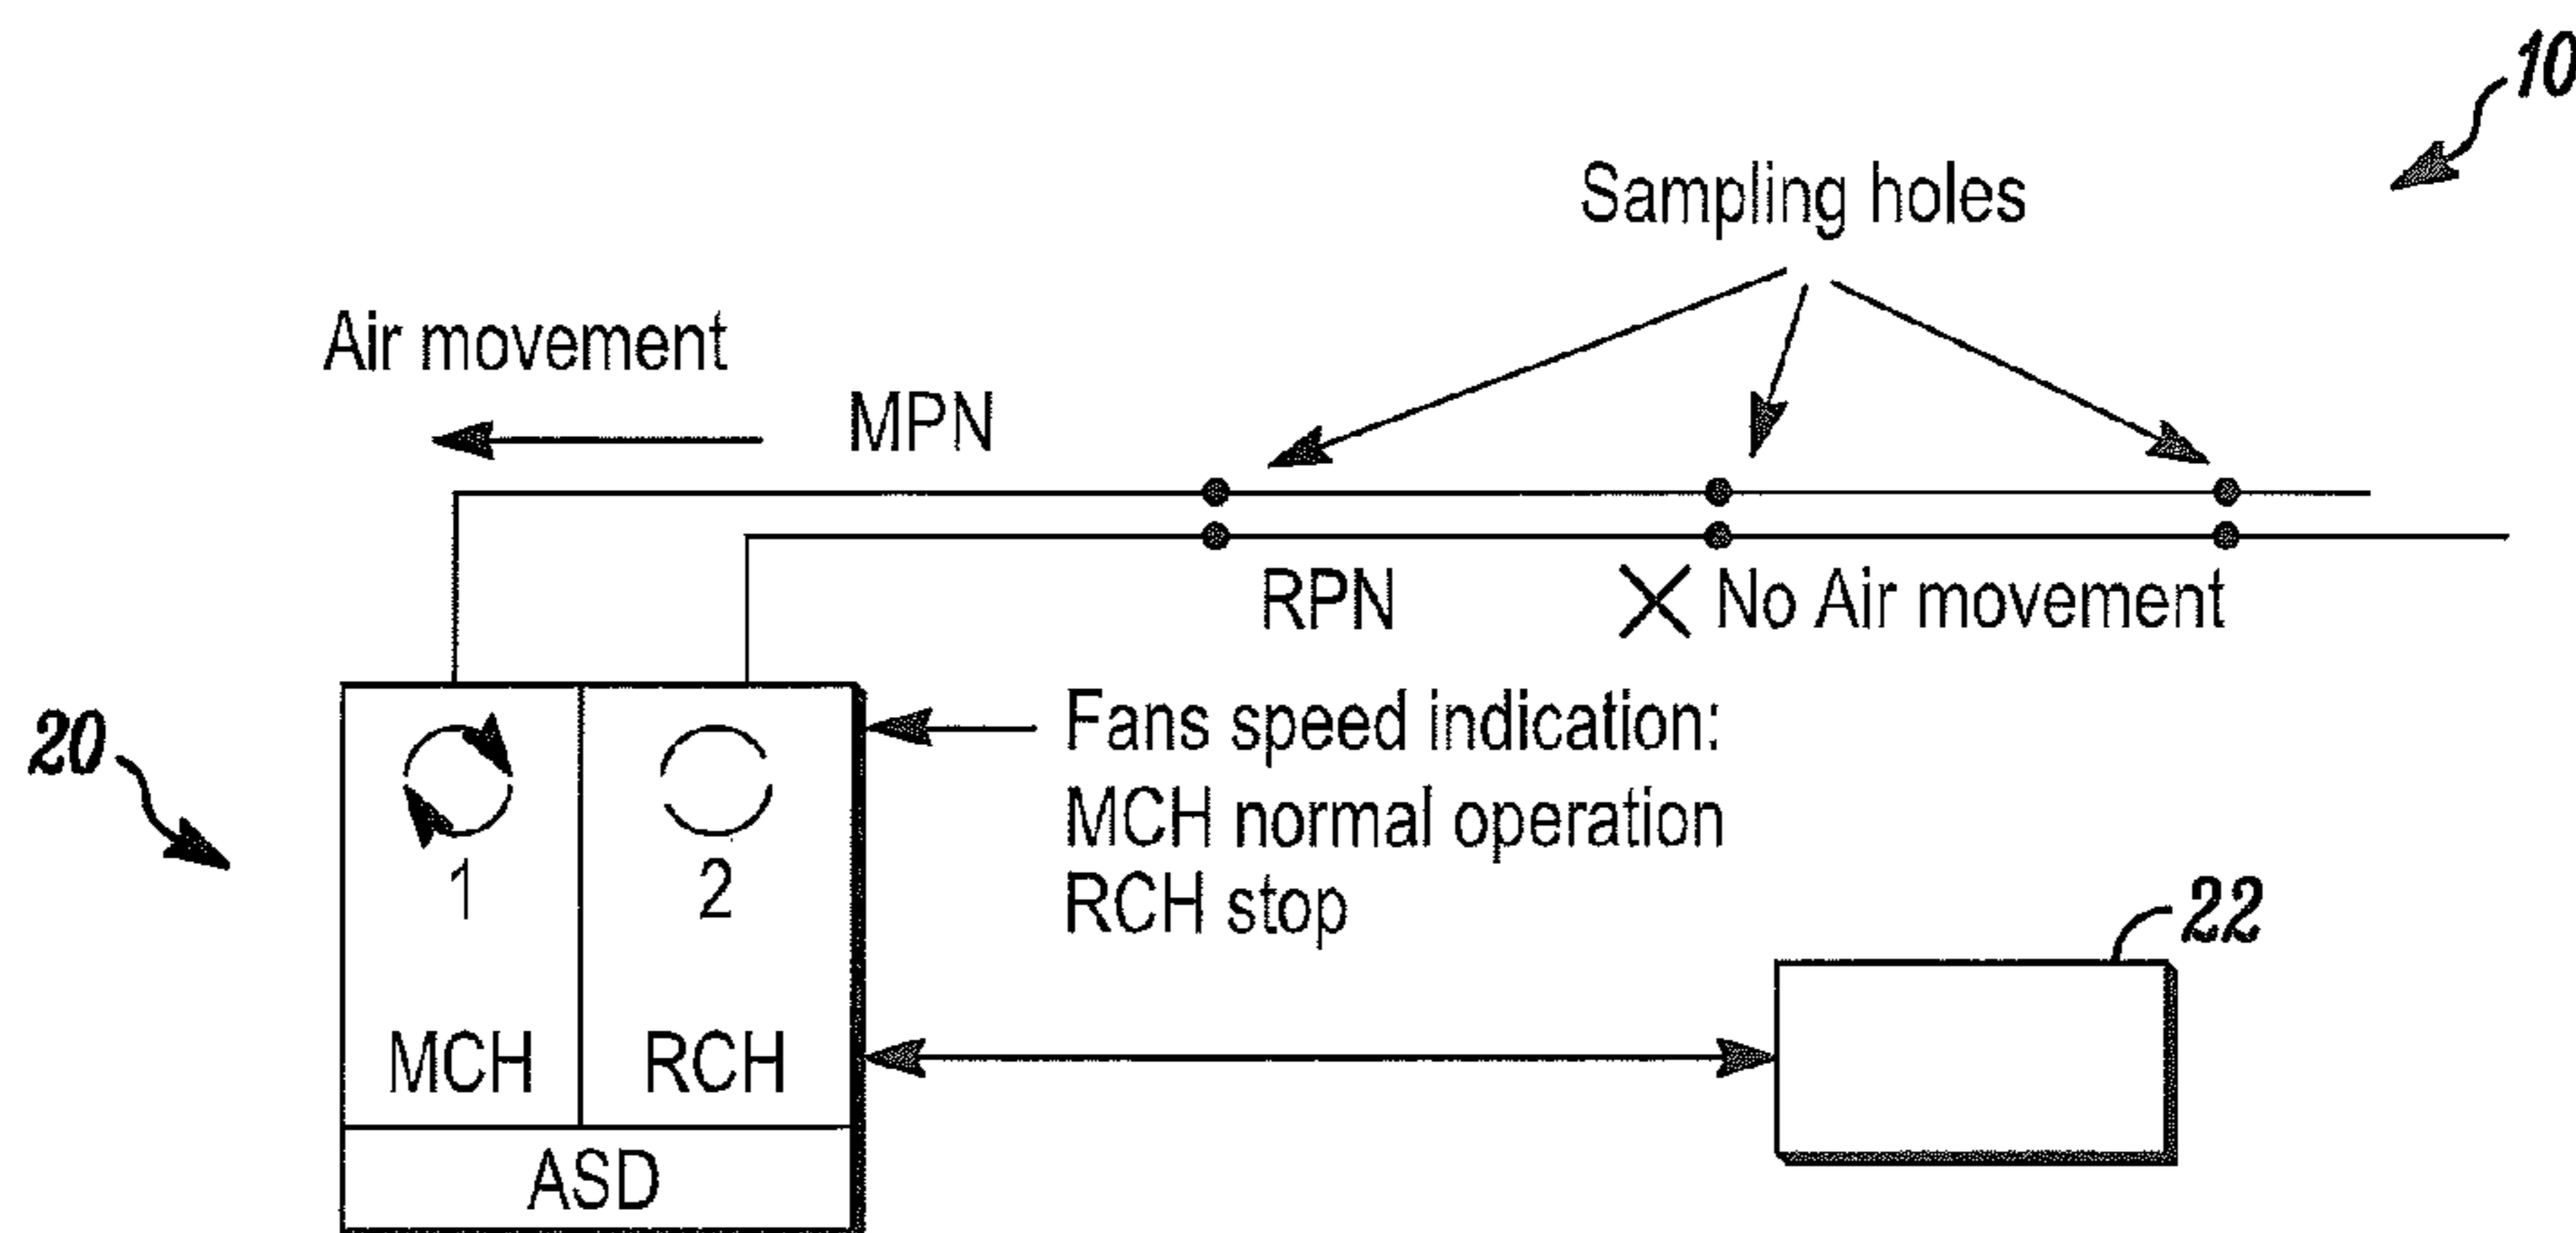 10
Sampling holes
Air movement
MPN
RPN
No Air movement
20
Fans speed indication:
MCH normal operation
RCH stop
1
2
22
MCH
RCH
ASD